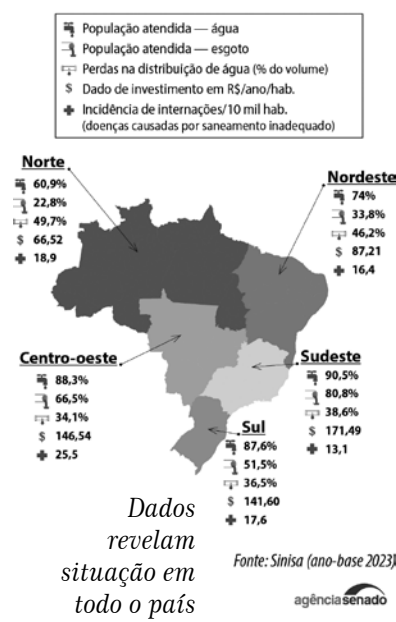 População atendida — água
População atendida — esgoto
Perdas na distribuição de água (% do volume)
$ Dado de investimento em R$/ano/hab.
Incidência de internações/10 mil hab.
(doenças causadas por saneamento inadequado)
Norte
60,9%
22,8%
49,7%
$ 66,52
18,9
Nordeste
74%
33,8%
46,2%
$ 87,21
16,4
Centro-oeste
88,3%
66,5%
34,1%
$ 146,54
25,5
Sudeste
90,5%
80,8%
38,6%
$ 171,49
13,1
Sul
87,6%
51,5%
36,5%
$ 141,60
17,6
Dados
revelam
situação em
todo o país
Fonte: Sinisa (ano-base 2023)
agênciasenado